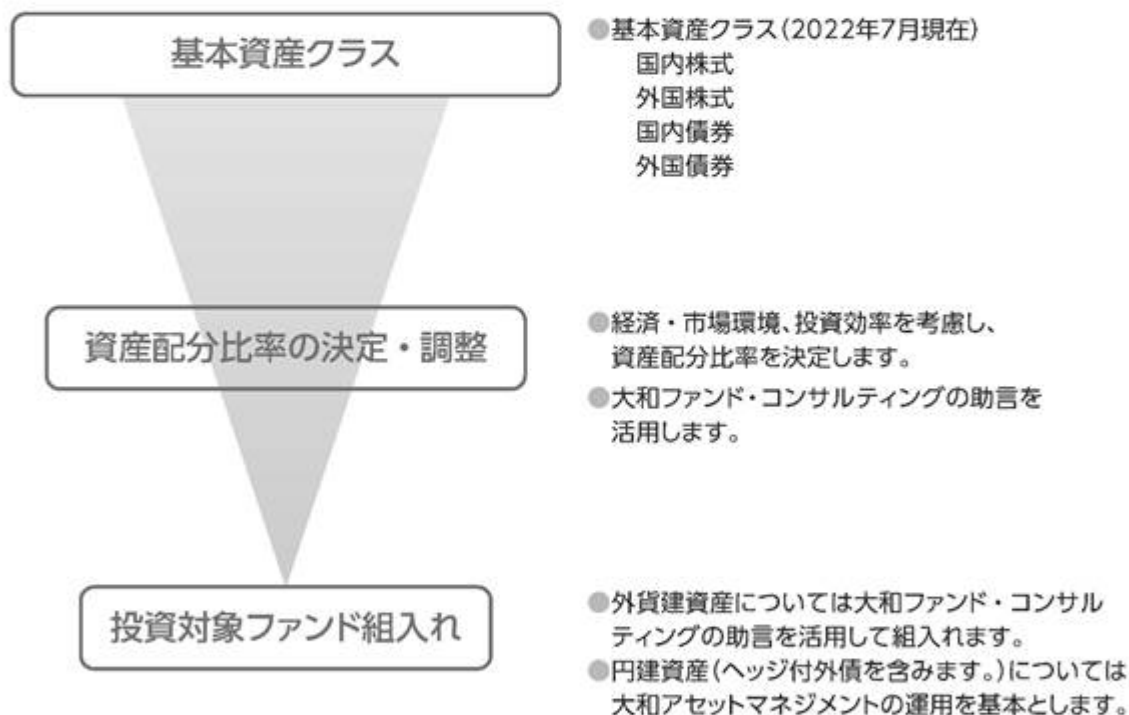 基本資産クラス
●基本資産クラス(2022年7月現在)
国内株式
外国株式
国内債券
外国債券
資産配分比率の決定・調整
●経済・市場環境、投資効率を考慮し、
資産配分比率を決定します。
●大和ファンド・コンサルティングの助言を
活用します。
投資対象ファンド組入れ
●外貨建資産については大和ファンド・コンサル
ティングの助言を活用して組入れます。
●円建資産(ヘッジ付外債を含みます。)については
大和アセットマネジメントの運用を基本とします。